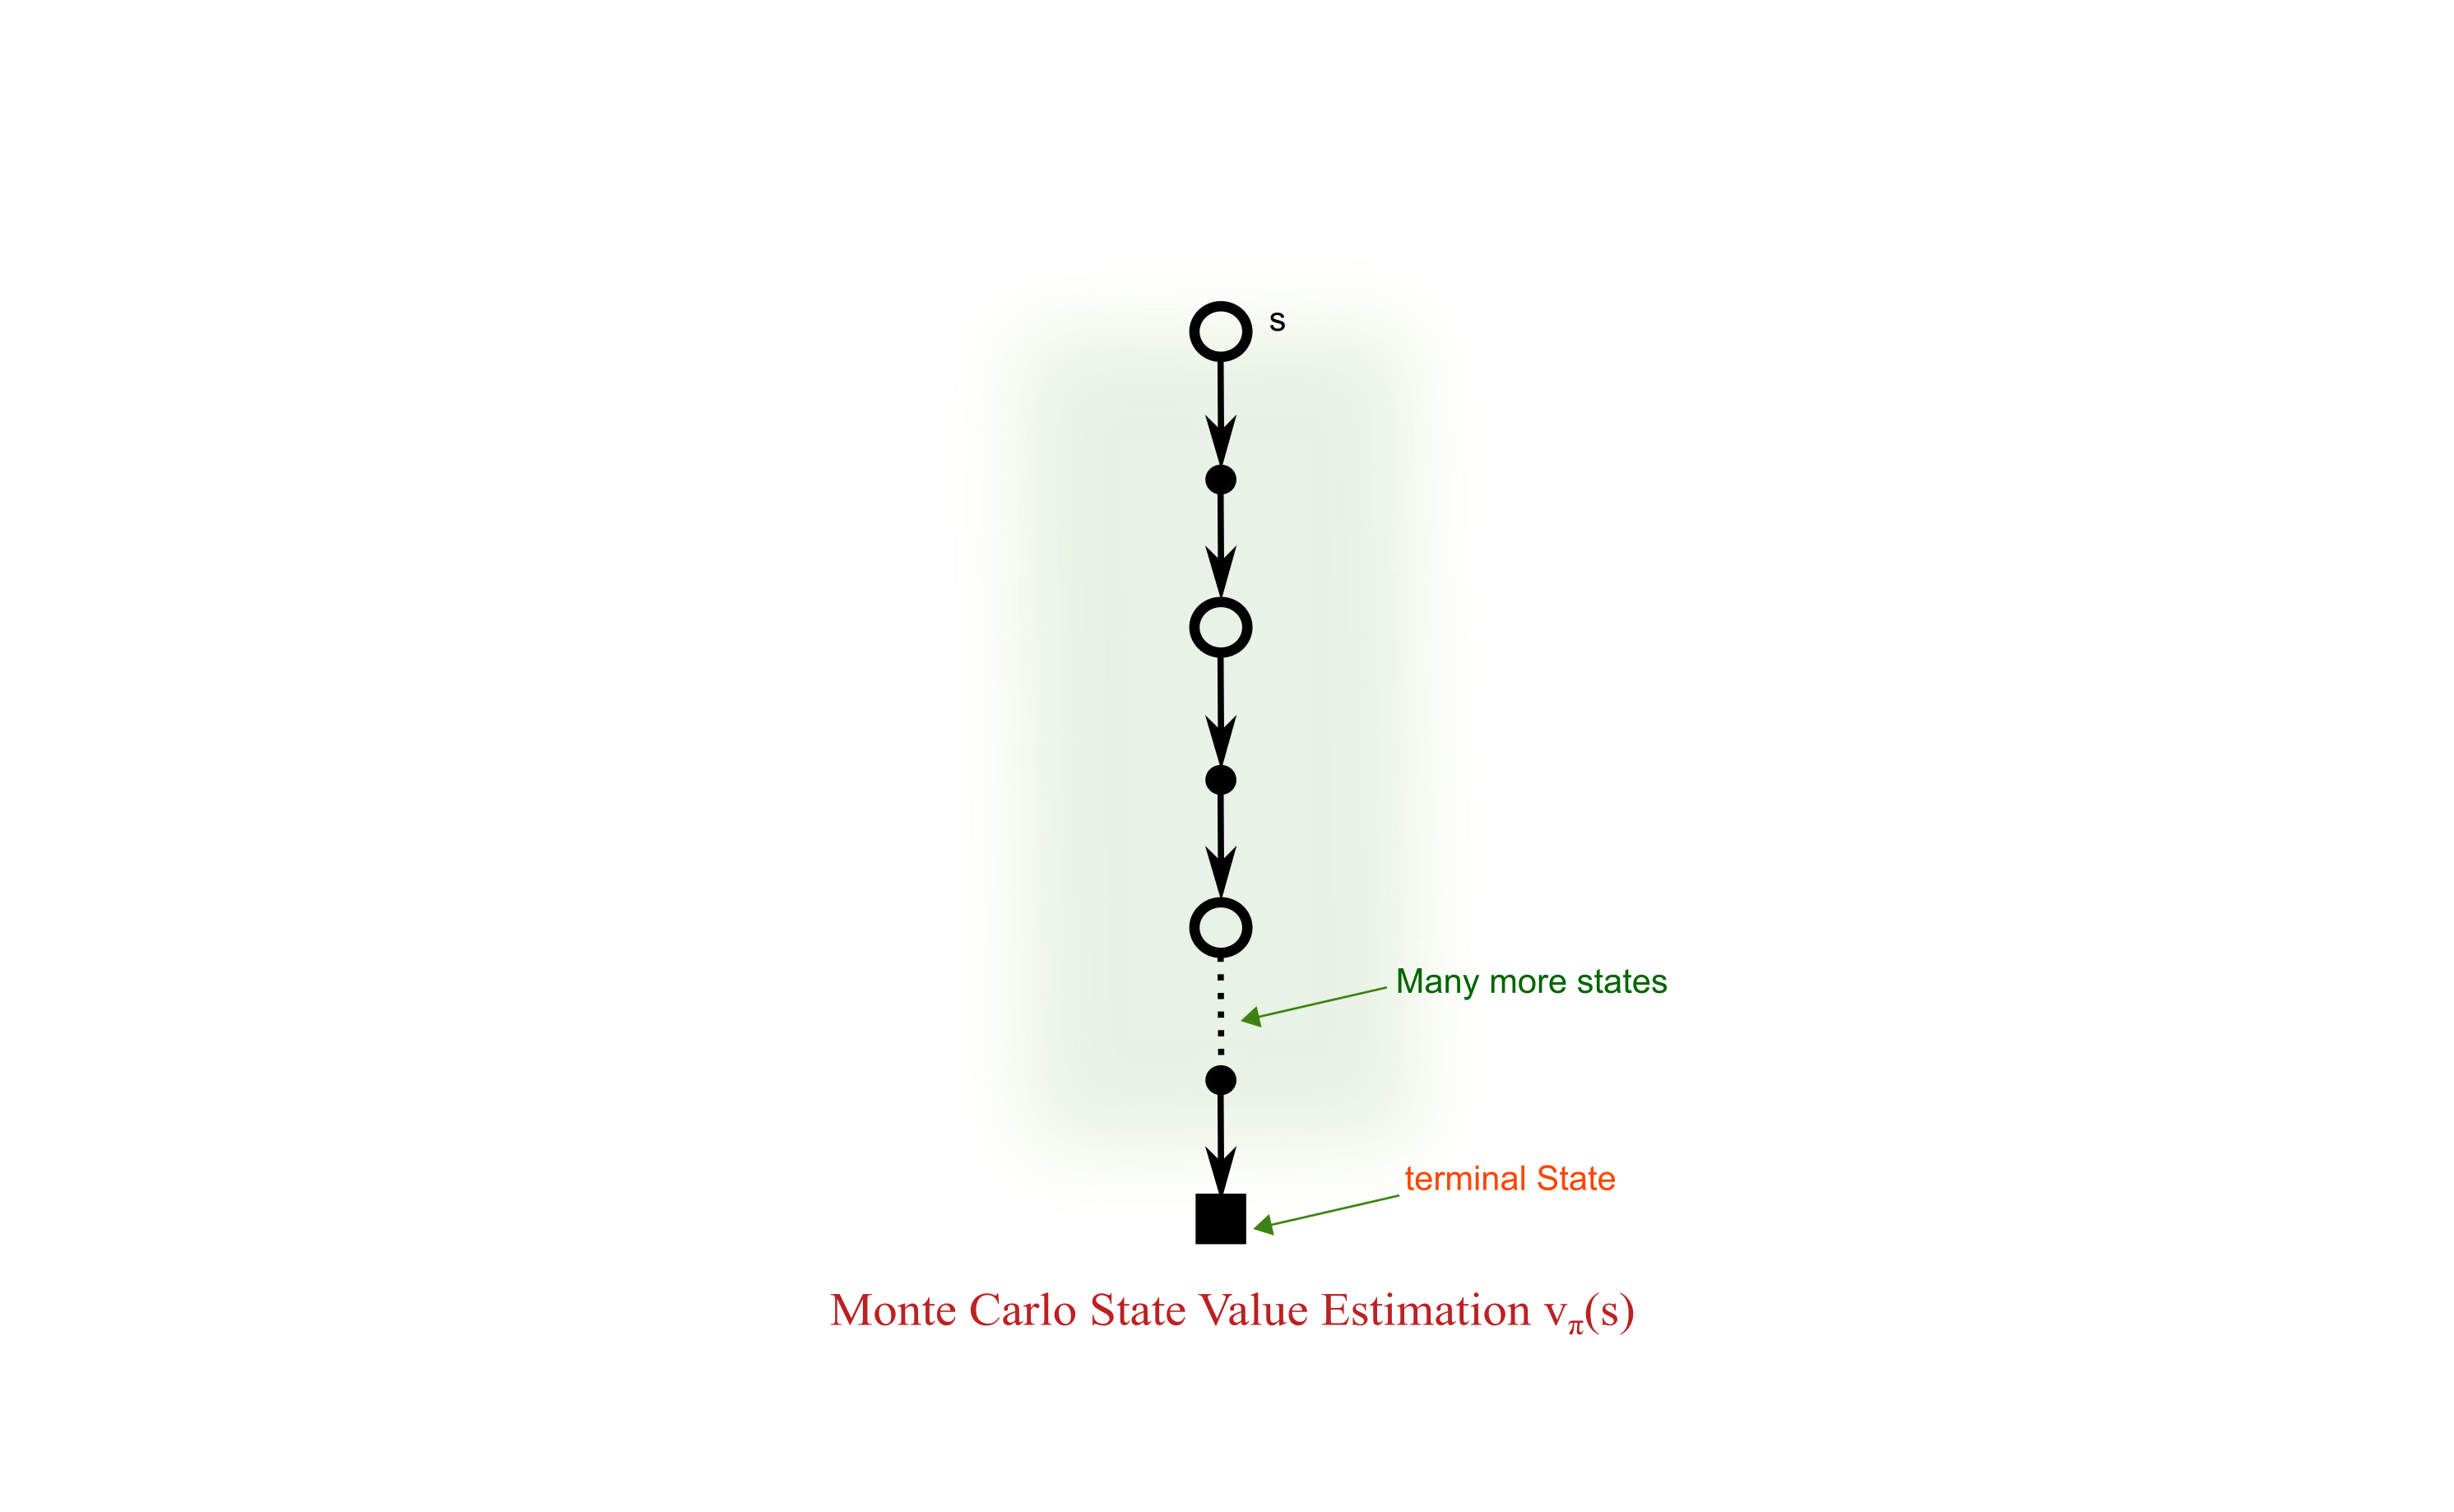 s
Many more states
terminal State
Monte Carlo State Value Estimation vπ(s)